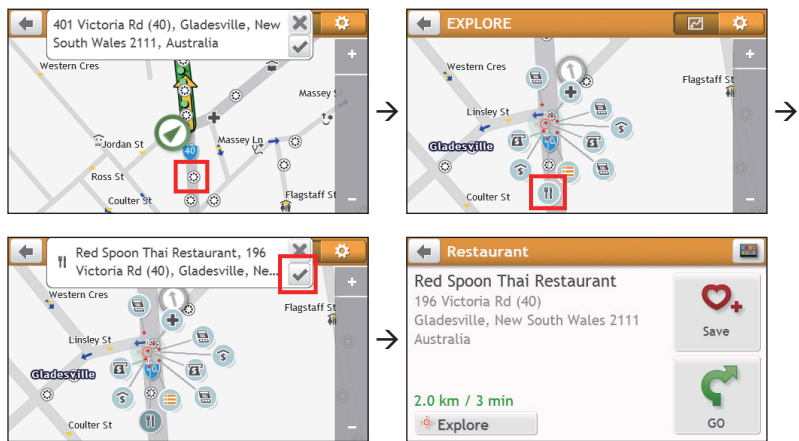 401 Victoria Rd (40), Gladesville, New
South Wales 2111, Australia
Western Cres
Massey
Jordan St
Massey Ln
40
Ross St
Coulter St
Flagstaff St
→
EXPLORE
Western Cres
Flagstaff St
Linsley St
Gladesville
Coulter St
→
Red Spoon Thai Restaurant, 196
Victoria Rd (40), Gladesville, Ne...
Western Cres
Flagstaff St
Linsley St
Gladesville
Coulter St
→
Restaurant
Red Spoon Thai Restaurant
196 Victoria Rd (40)
Gladesville, New South Wales 2111
Australia
Save
2.0 km / 3 min
Explore
GO